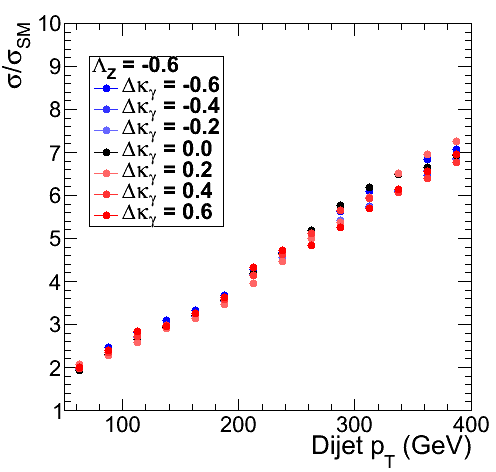 σ/σSM
10
9
8
7
6
5
4
3
2
1
ΛZ = -0.6
Δκγ = -0.6
Δκγ = -0.4
Δκγ = -0.2
Δκγ = 0.0
Δκγ = 0.2
Δκγ = 0.4
Δκγ = 0.6
100 200 300 400
Dijet pT (GeV)